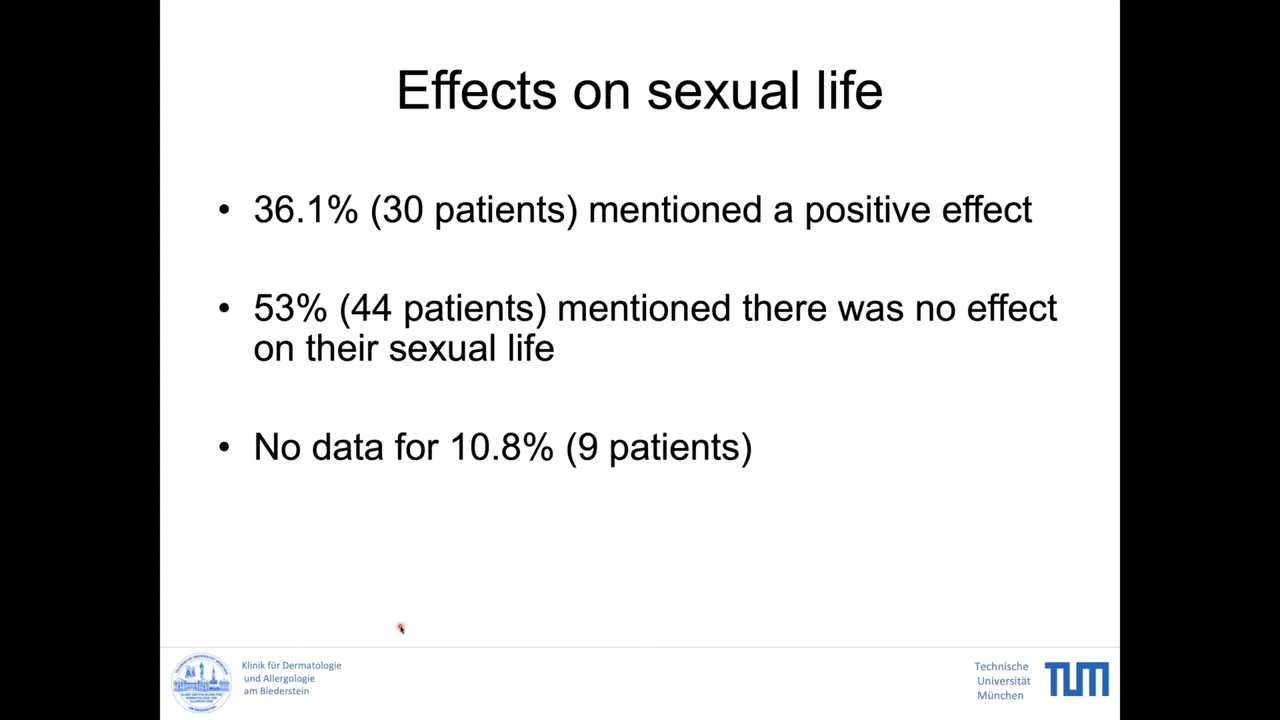 Effects on sexual life
• 36.1% (30 patients) mentioned a positive effect
• 53% (44 patients) mentioned there was no effect
on their sexual life
• No data for 10.8% (9 patients)
Klinik für Dermatologie
und Allergologie
am Biederstein
Technische
Universität
München
TUM